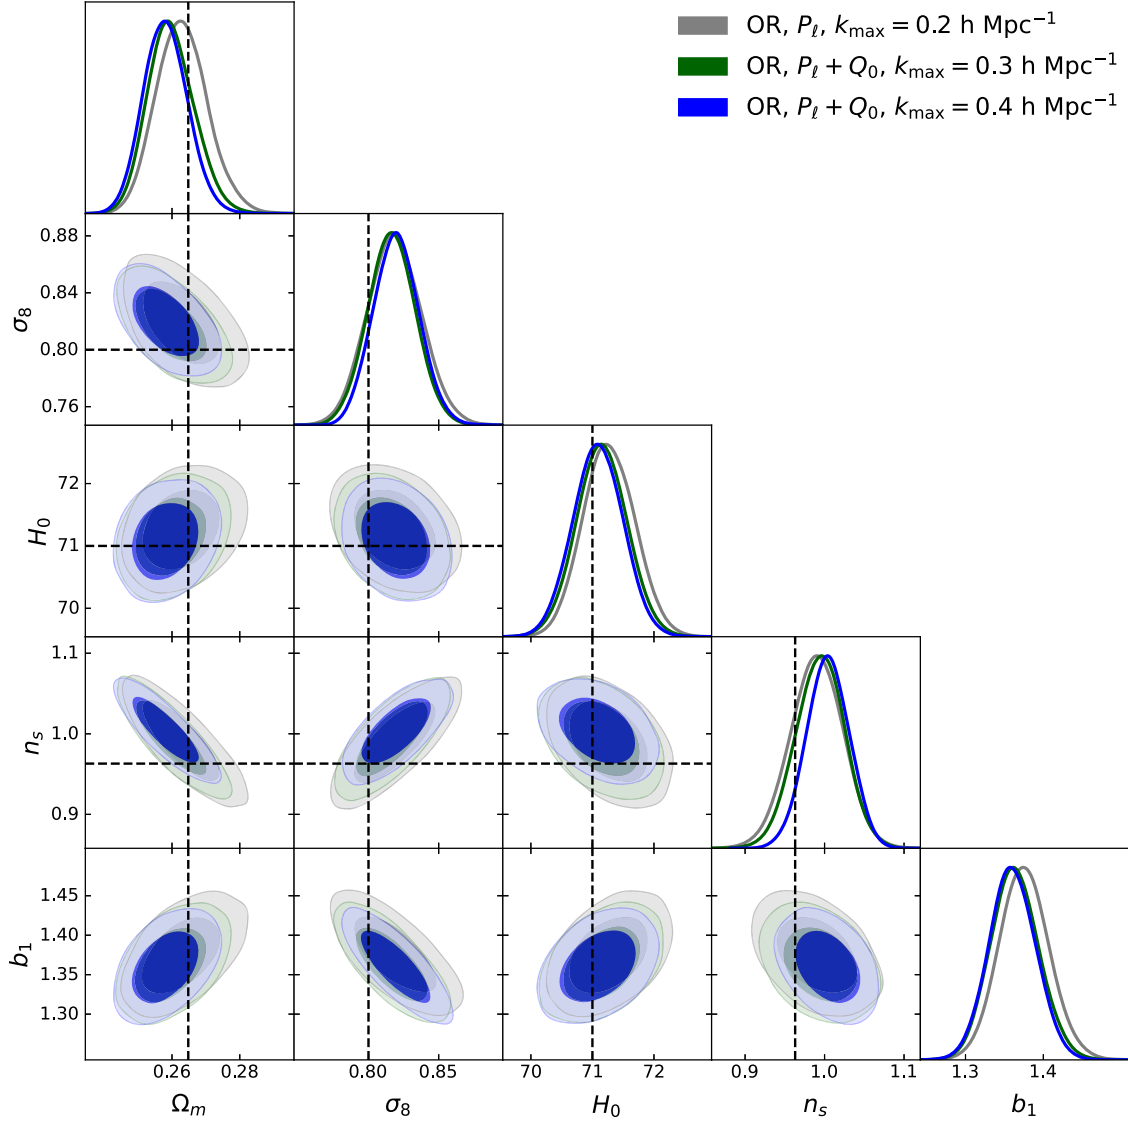 OR, $P_\ell$, $k_{\mathrm{max}} = 0.2$ h Mpc$^{-1}$
OR, $P_\ell + Q_0$, $k_{\mathrm{max}} = 0.3$ h Mpc$^{-1}$
OR, $P_\ell + Q_0$, $k_{\mathrm{max}} = 0.4$ h Mpc$^{-1}$
0.88
0.84
0.80
0.76
$\sigma_8$
72
71
70
$H_0$
1.1
1.0
0.9
$n_s$
1.45
1.40
1.35
1.30
$b_1$
0.26 0.28
0.80 0.85
70 71 72
0.9 1.0 1.1
1.3 1.4
$\Omega_m$
$\sigma_8$
$H_0$
$n_s$
$b_1$